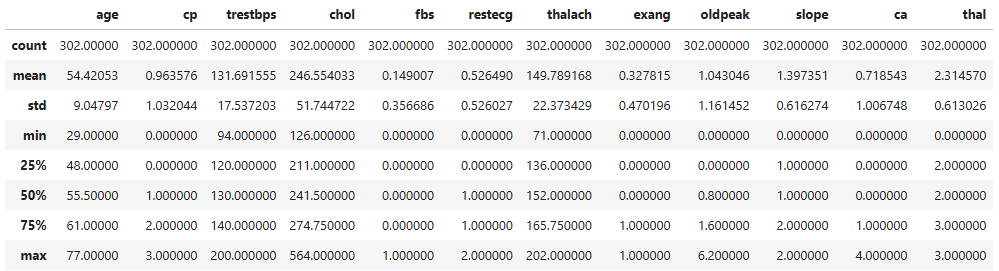 age cp trestbps chol fbs restecg thalach exang oldpeak slope ca thal
count 302.00000 302.000000 302.000000 302.000000 302.000000 302.000000 302.000000 302.000000 302.000000 302.000000 302.000000 302.000000
mean 54.42053 0.963576 131.691555 246.554033 0.149007 0.526490 149.789168 0.327815 1.043046 1.397351 0.718543 2.314570
std 9.04797 1.032044 17.537203 51.744722 0.356686 0.526027 22.373429 0.470196 1.161452 0.616274 1.006748 0.613026
min 29.00000 0.000000 94.000000 126.000000 0.000000 0.000000 71.000000 0.000000 0.000000 0.000000 0.000000 0.000000
25% 48.00000 0.000000 120.000000 211.000000 0.000000 0.000000 136.000000 0.000000 0.000000 1.000000 0.000000 2.000000
50% 55.50000 1.000000 130.000000 241.500000 0.000000 1.000000 152.000000 0.000000 0.800000 1.000000 0.000000 2.000000
75% 61.00000 2.000000 140.000000 274.750000 0.000000 1.000000 165.750000 1.000000 1.600000 2.000000 1.000000 3.000000
max 77.00000 3.000000 200.000000 564.000000 1.000000 2.000000 202.000000 1.000000 6.200000 2.000000 4.000000 3.000000